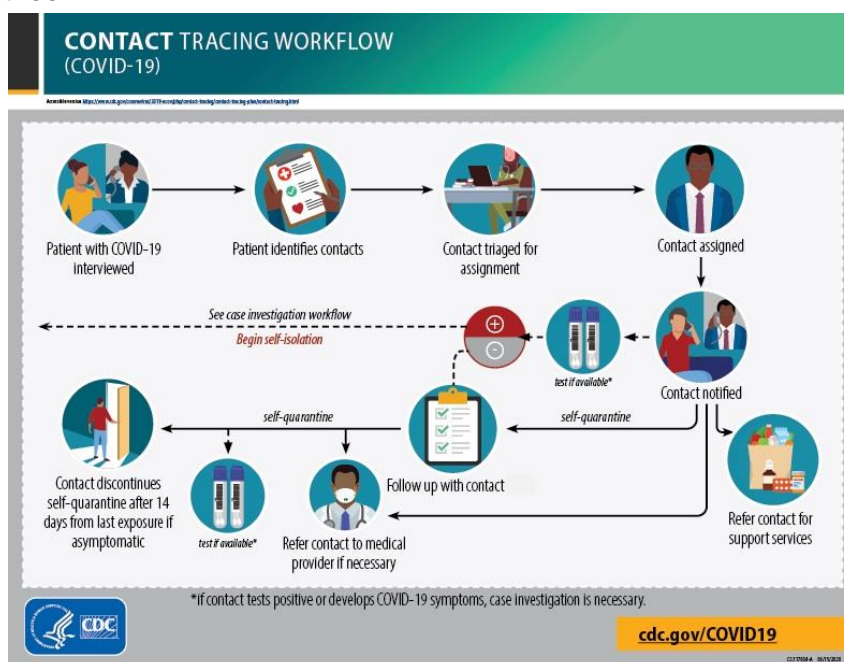 CONTACT TRACING WORKFLOW
(COVID-19)
Patient with COVID-19
interviewed
Patient identifies contacts
Contact triaged for
assignment
Contact assigned
See case investigation workflow
Begin self-isolation
+
-
test if available*
Contact notified
self-quarantine
self-quarantine
Contact discontinues
self-quarantine after 14
days from last exposure if
asymptomatic
test if available*
Refer contact to medical
provider if necessary
Follow up with contact
Refer contact for
support services
*if contact tests positive or develops COVID-19 symptoms, case investigation is necessary.
CDC
cdc.gov/COVID19